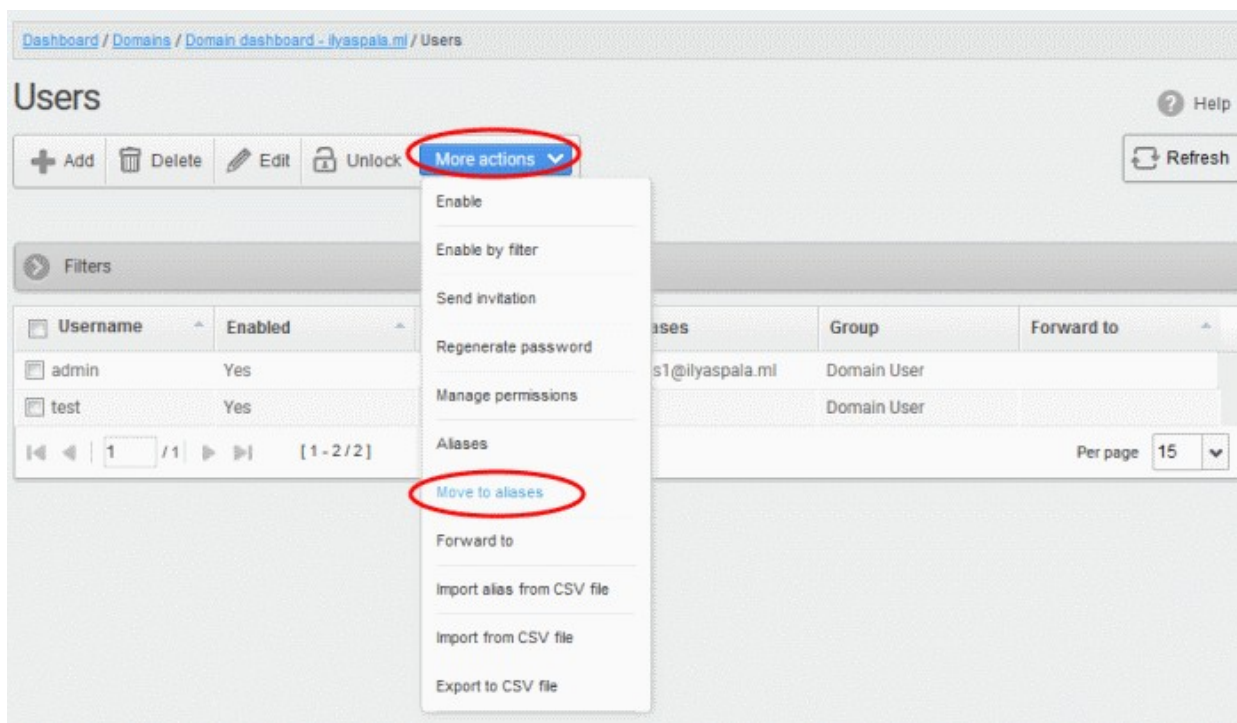 Dashboard / Domains / Domain dashboard - ilyaspala.ml / Users
Users
Help
Add Delete Edit Unlock More actions
Refresh
Enable
Enable by filter
Send invitation
Regenerate password
Manage permissions
Aliases
Move to aliases
Forward to
Import alias from CSV file
Import from CSV file
Export to CSV file
Filters
Username Enabled ases Group Forward to
admin Yes s1@ilyaspala.ml Domain User
test Yes Domain User
1 / 1 [ 1 - 2 / 2 ] Per page 15